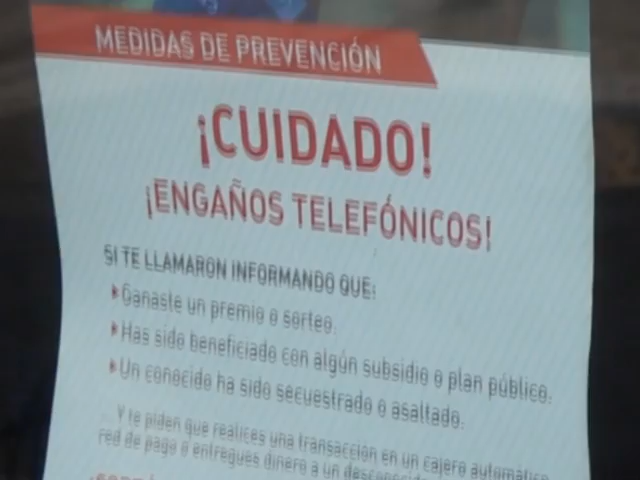 MEDIDAS DE PREVENCIÓN
¡CUIDADO!
¡ENGAÑOS TELEFÓNICOS!
SI TE LLAMARON INFORMANDO QUE:
Ganaste un premio o sorteo.
Has sido beneficiado con algún subsidio o plan público.
Un conocido ha sido secuestrado o asaltado.
Y te piden que realices una transacción en un cajero automático
red de pago o entregues dinero a un desconocido